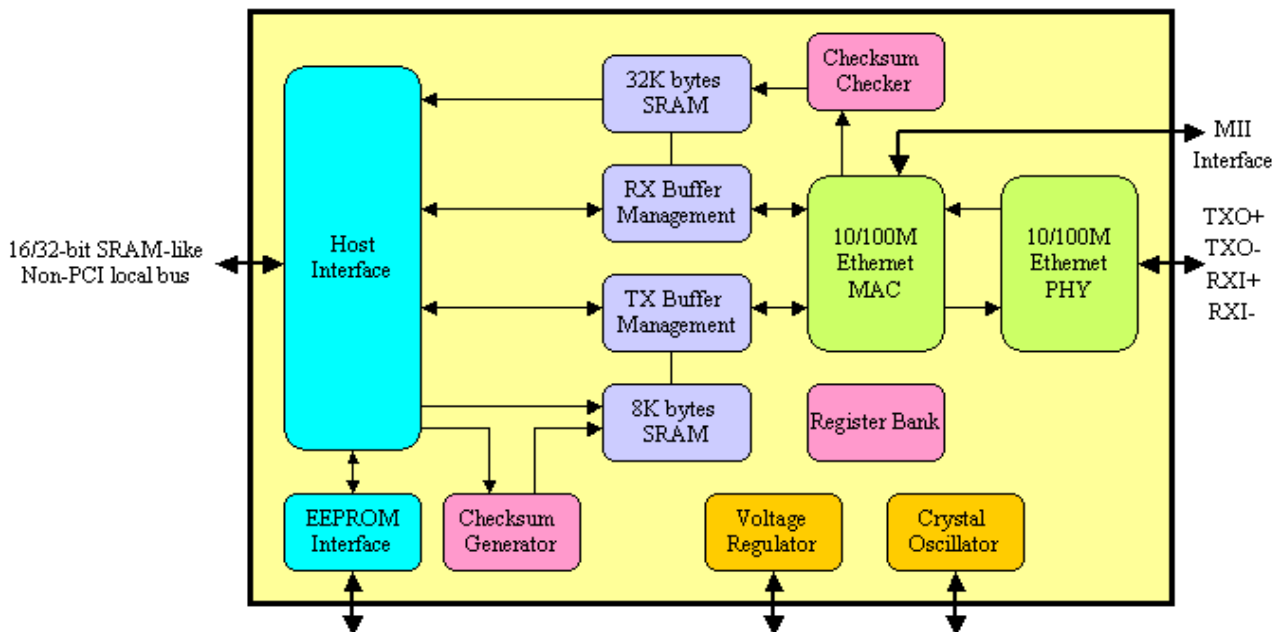 Checksum
Checker
32K bytes
SRAM
MII
Interface
RX Buffer
Management
Host
Interface
10/100M
Ethernet
MAC
10/100M
Ethernet
PHY
TXO+
TXO-
RXI+
RXI-
16/32-bit SRAM-like
Non-PCI local bus
TX Buffer
Management
8K bytes
SRAM
Register Bank
EEPROM
Interface
Checksum
Generator
Voltage
Regulator
Crystal
Oscillator